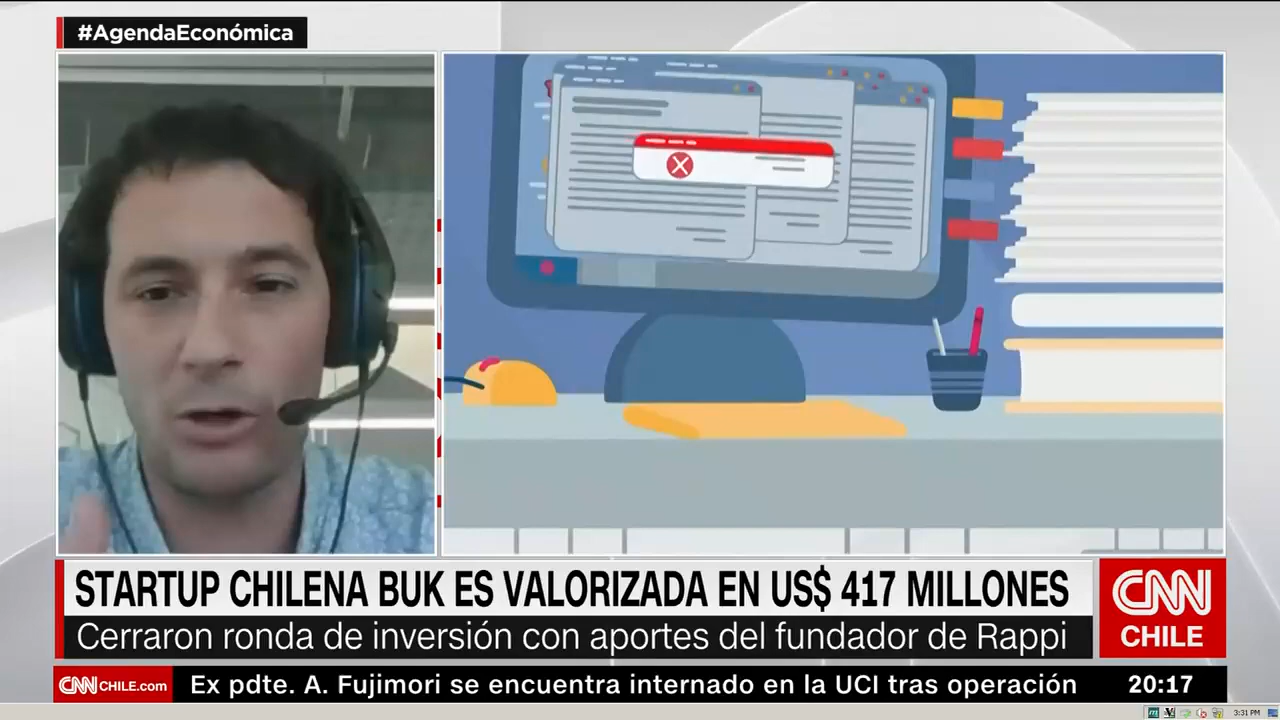 #AgendaEconómica
STARTUP CHILENA BUK ES VALORIZADA EN US$ 417 MILLONES
Cerraron ronda de inversión con aportes del fundador de Rappi
CNN
CHILE
CNNCHILE.com
Ex pdte. A. Fujimori se encuentra internado en la UCI tras operación
20:17
3:31 PM